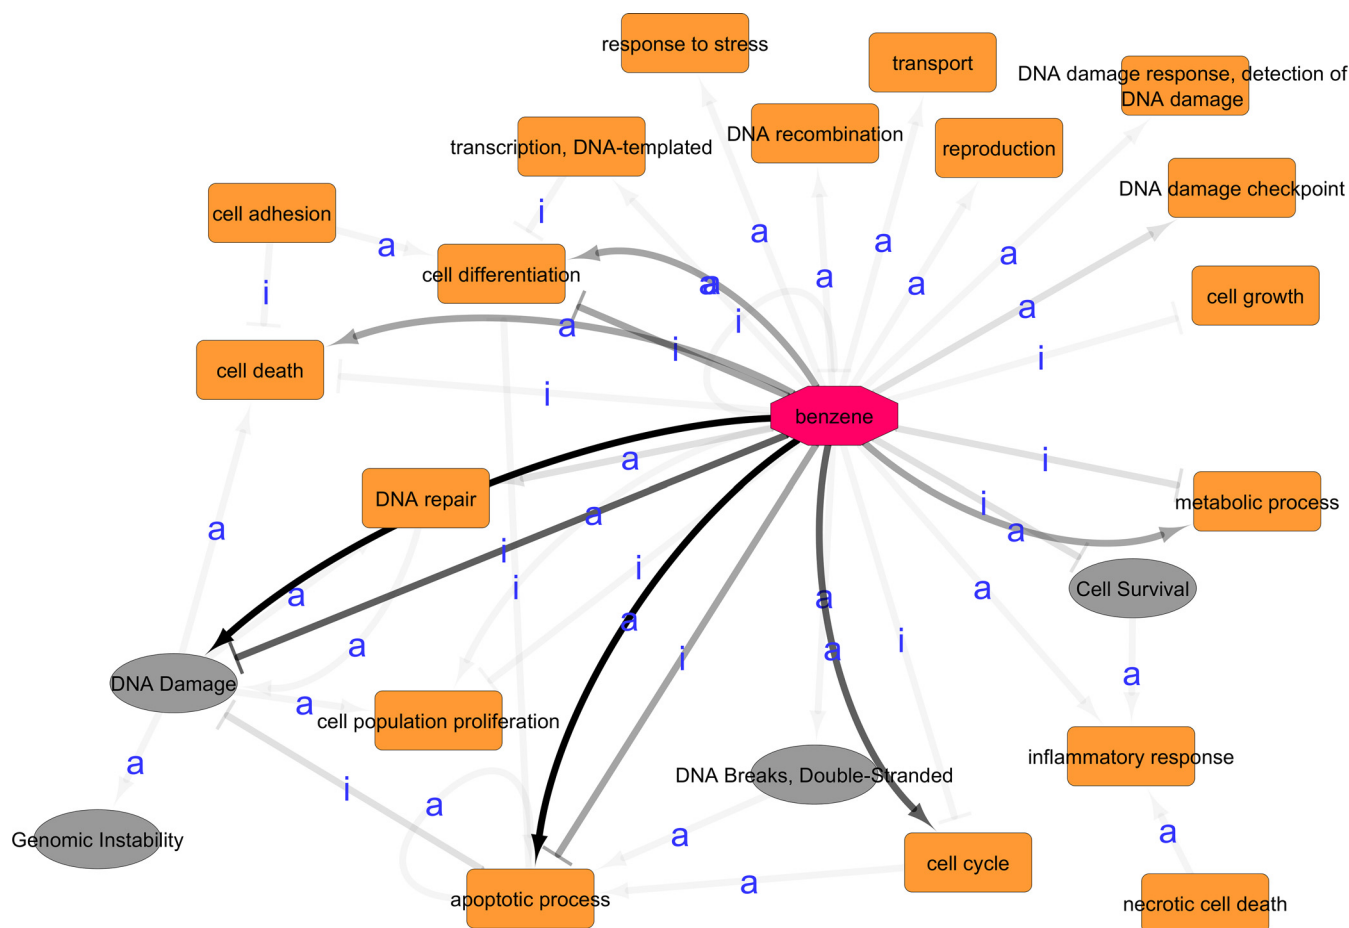 response to stress
transport
DNA damage response, detection of
DNA damage
transcription, DNA-templated
DNA recombination
reproduction
DNA damage checkpoint
cell adhesion
i
a
a
a
a
cell differentiation
a
i
a
a
a
a
i
a
cell growth
a
i
i
cell death
i
benzene
a
i
DNA repair
metabolic process
i
a
a
a
i
i
i
a
a
Cell Survival
a
a
i
a
a
i
i
a
DNA Damage
a
cell population proliferation
a
a
DNA Breaks, Double-Stranded
inflammatory response
i
a
Genomic Instability
a
a
cell cycle
a
apoptotic process
necrotic cell death